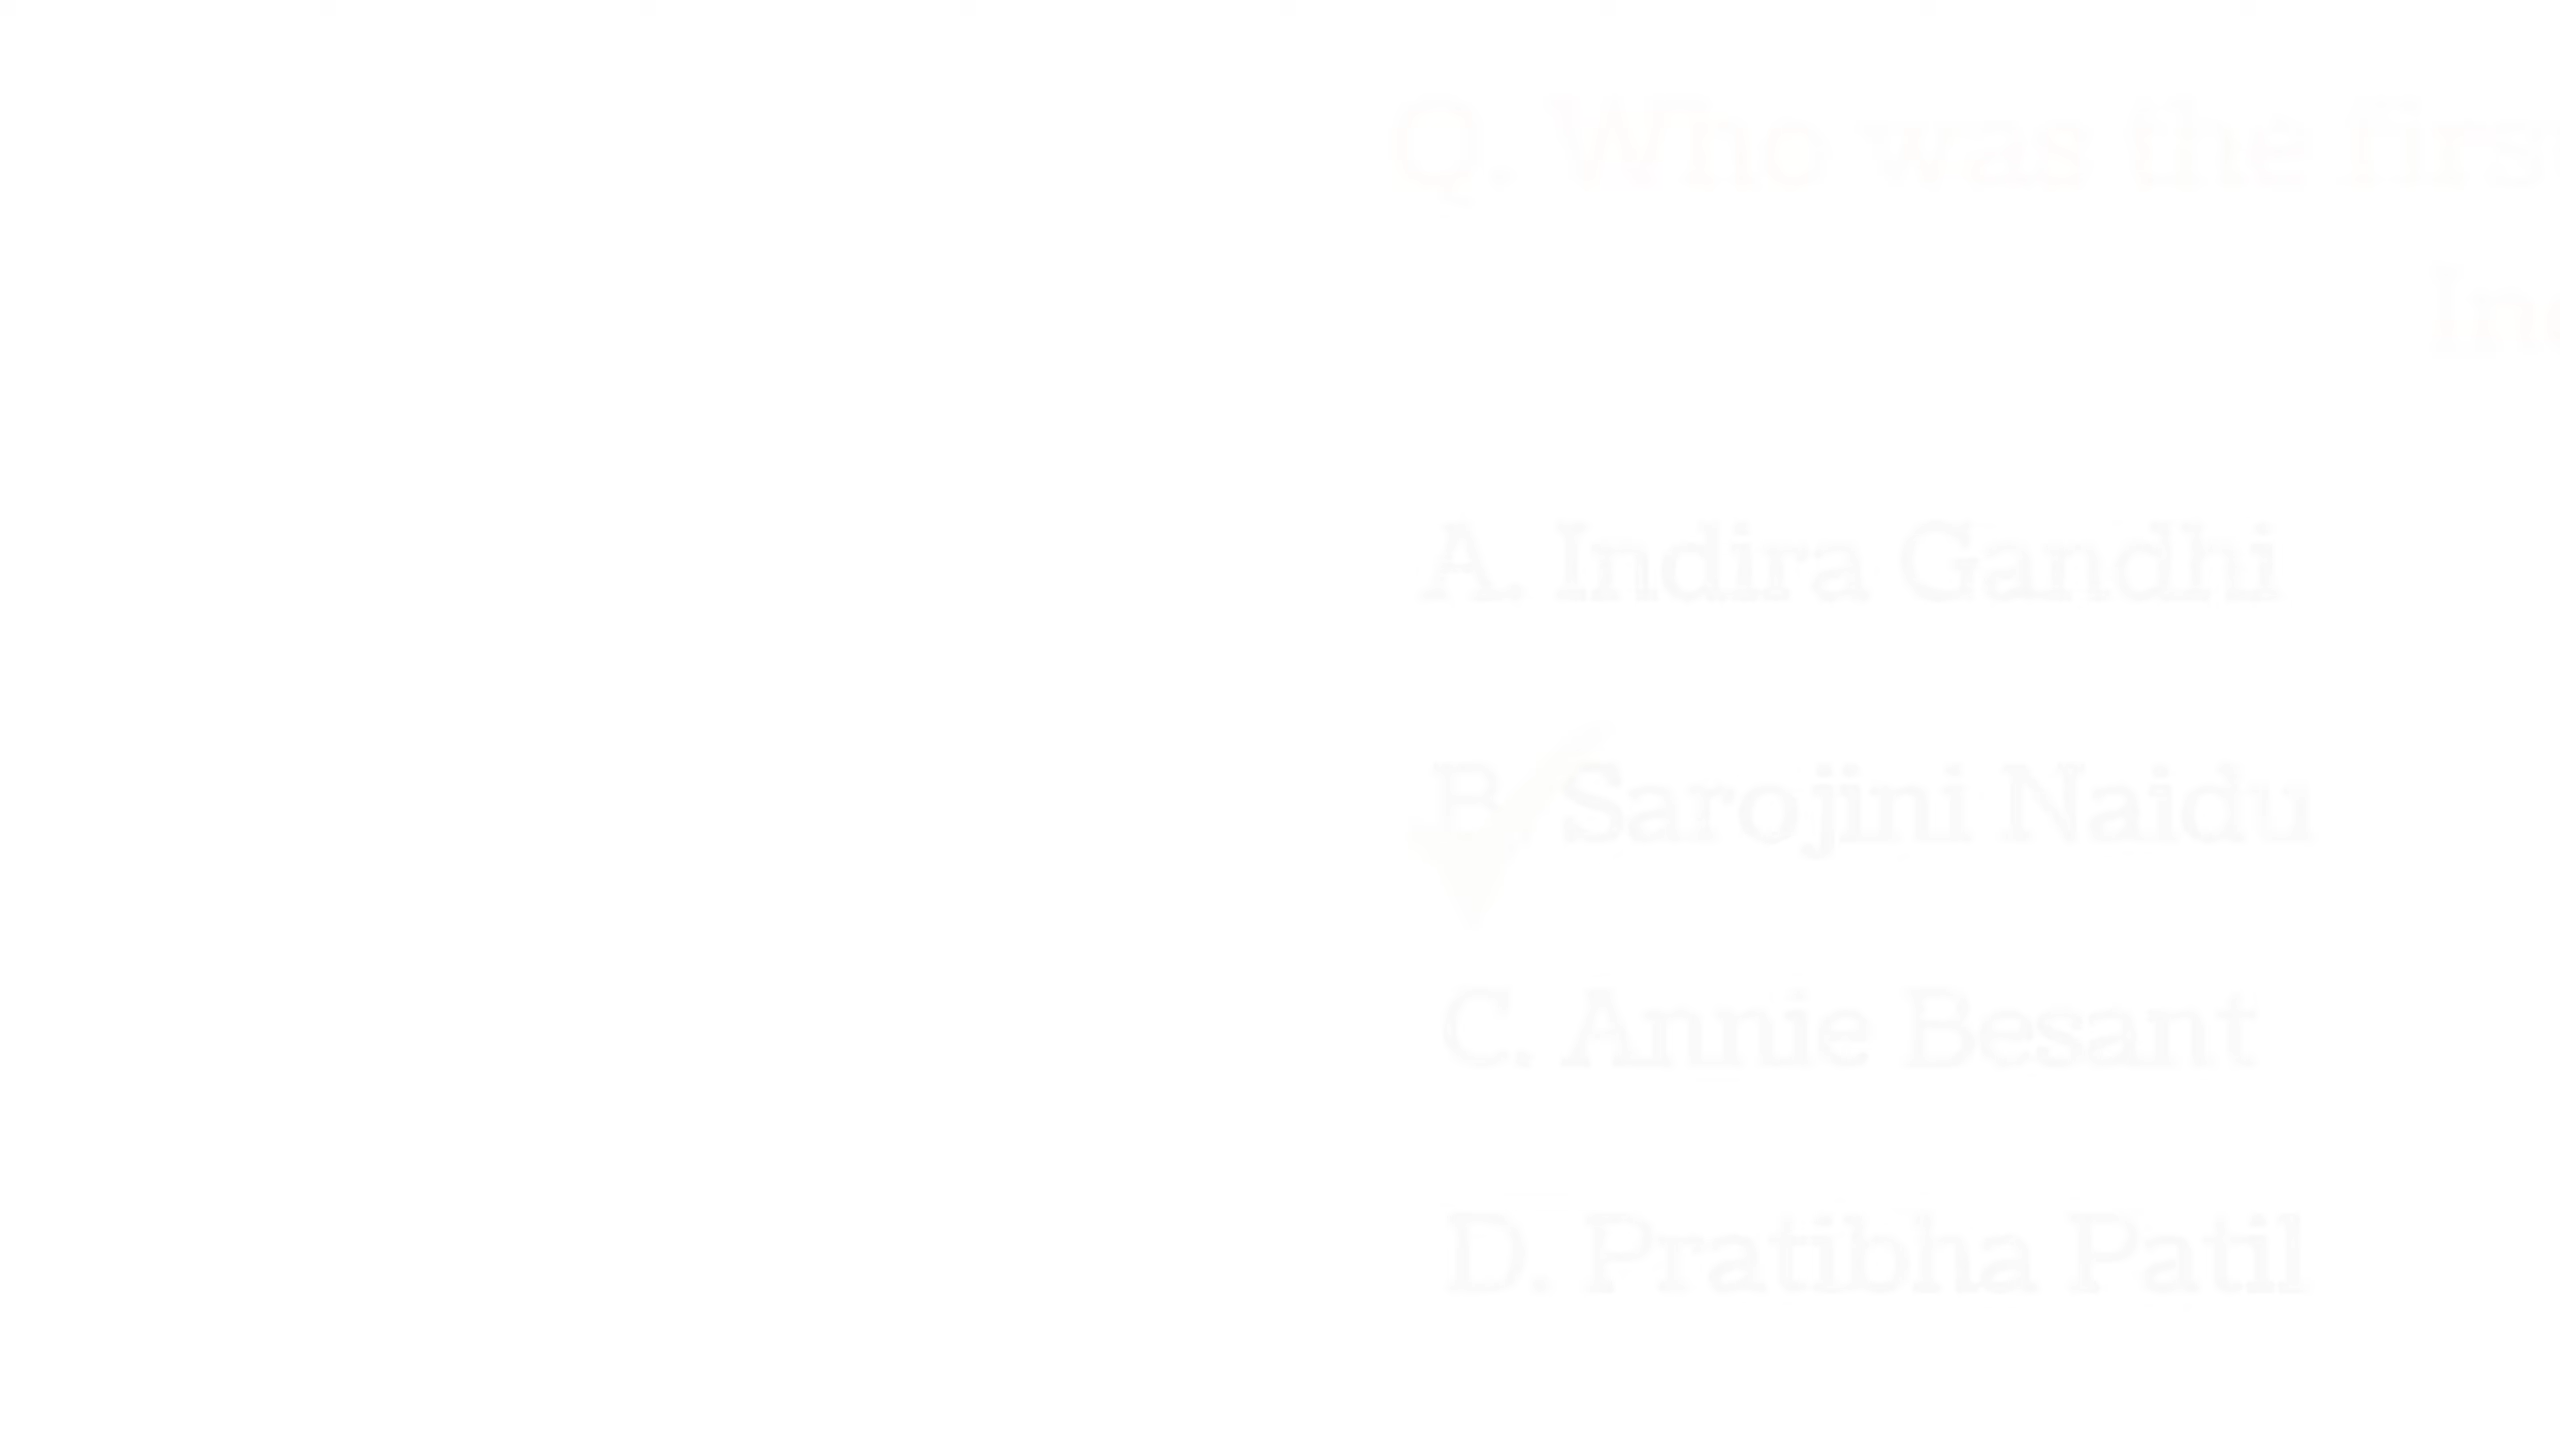 Q. Who was the first
A. Indira Gandhi
B. Sarojini Naidu
C. Annie Besant
D. Pratibha Patil